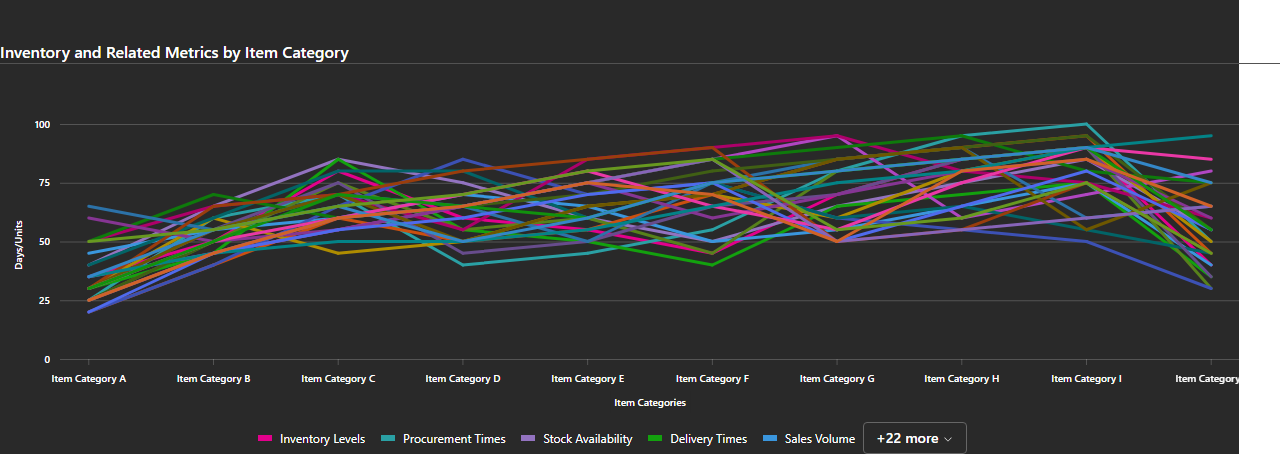 Inventory and Related Metrics by Item Category
100
75
50
25
0
Days/Units
Item Category A Item Category B Item Category C Item Category D Item Category E Item Category F Item Category G Item Category H Item Category I Item Category
Item Categories
Inventory Levels Procurement Times Stock Availability Delivery Times Sales Volume +22 more